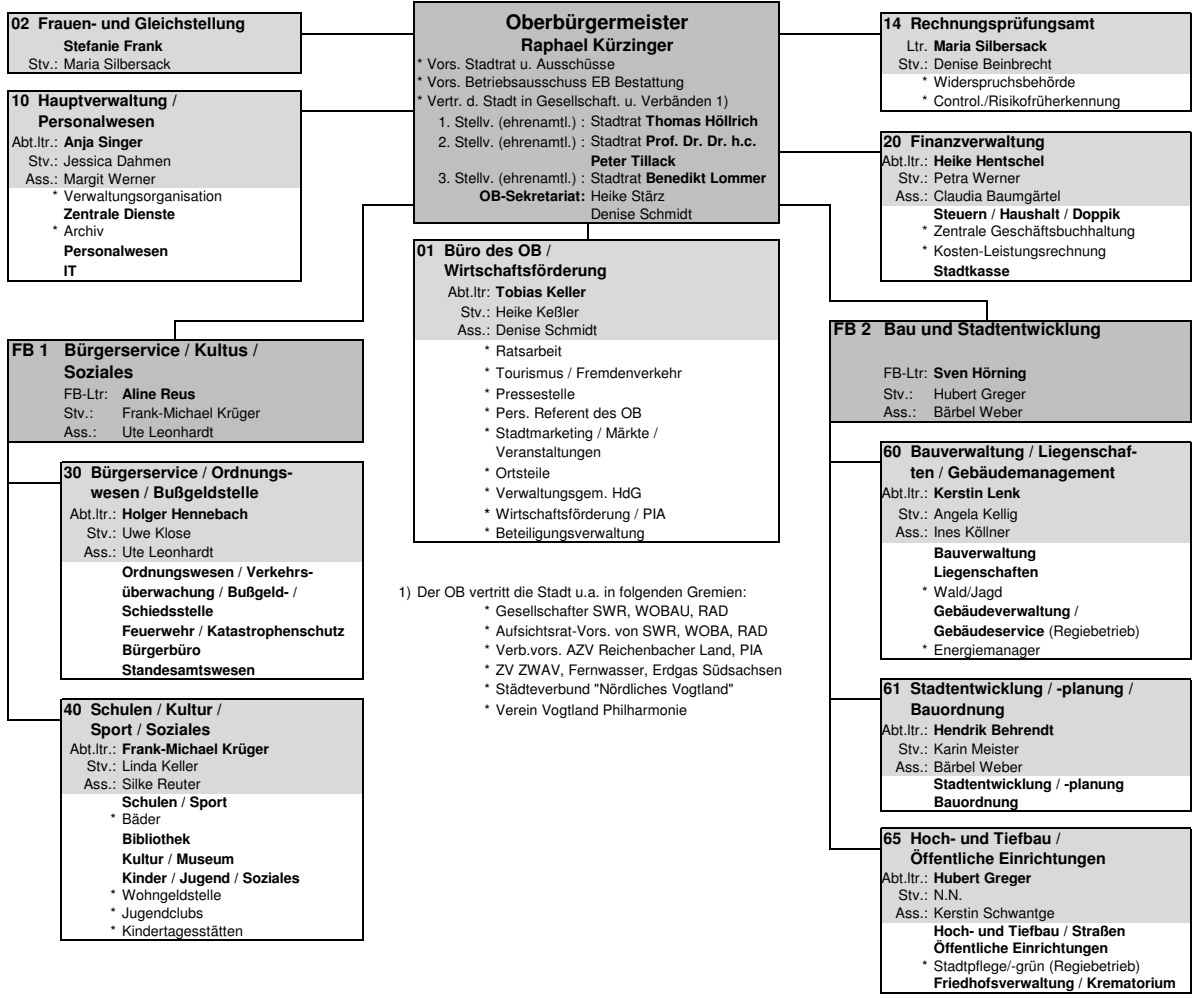 02 Frauen- und Gleichstellung
Stefanie Frank
Stv.: Maria Silbersack
10 Hauptverwaltung /
Personalwesen
Abt.ltr.: Anja Singer
Stv.: Jessica Dahmen
Ass.: Margit Werner
* Verwaltungsorganisation
Zentrale Dienste
* Archiv
Personalwesen
IT
Oberbürgermeister
Raphael Kürzinger
* Vors. Stadtrat u. Ausschüsse
* Vors. Betriebsausschuss EB Bestattung
* Vertr. d. Stadt in Gesellschaft. u. Verbänden 1)
1. Stellv. (ehrenamtl.) : Stadtrat Thomas Höllrich
2. Stellv. (ehrenamtl.) : Stadtrat Prof. Dr. Dr. h.c.
Peter Tillack
3. Stellv. (ehrenamtl.) : Stadtrat Benedikt Lommer
OB-Sekretariat: Heike Stärz
Denise Schmidt
14 Rechnungsprüfungsamt
Ltr. Maria Silbersack
Stv.: Denise Beinbrecht
* Widerspruchsbehörde
* Control./Risikofrüherkennung
20 Finanzverwaltung
Abt.ltr.: Heike Hentschel
Stv.: Petra Werner
Ass.: Claudia Baumgärtel
Steuern / Haushalt / Doppik
* Zentrale Geschäftsbuchhaltung
* Kosten-Leistungsrechnung
Stadtkasse
01 Büro des OB /
Wirtschaftsförderung
Abt.ltr: Tobias Keller
Stv.: Heike Keßler
Ass.: Denise Schmidt
* Ratsarbeit
* Tourismus / Fremdenverkehr
* Pressestelle
* Pers. Referent des OB
* Stadtmarketing / Märkte /
Veranstaltungen
* Ortsteile
* Verwaltungsgem. HdG
* Wirtschaftsförderung / PIA
* Beteiligungsverwaltung
FB 1 Bürgerservice / Kultus /
Soziales
FB-Ltr: Aline Reus
Stv.: Frank-Michael Krüger
Ass.: Ute Leonhardt
30 Bürgerservice / Ordnungs-
wesen / Bußgeldstelle
Abt.ltr.: Holger Hennebach
Stv.: Uwe Klose
Ass.: Ute Leonhardt
Ordnungswesen / Verkehrs-
überwachung / Bußgeld- /
Schiedsstelle
Feuerwehr / Katastrophenschutz
Bürgerbüro
Standesamtswesen
40 Schulen / Kultur /
Sport / Soziales
Abt.ltr.: Frank-Michael Krüger
Stv.: Linda Keller
Ass.: Silke Reuter
Schulen / Sport
* Bäder
Bibliothek
Kultur / Museum
Kinder / Jugend / Soziales
* Wohngeldstelle
* Jugendclubs
* Kindertagesstätten
1) Der OB vertritt die Stadt u.a. in folgenden Gremien:
* Gesellschafter SWR, WOBAU, RAD
* Aufsichtsrat-Vors. von SWR, WOBA, RAD
* Verb.vors. AZV Reichenbacher Land, PIA
* ZV ZWAV, Fernwasser, Erdgas Südsachsen
* Städteverbund "Nördliches Vogtland"
* Verein Vogtland Philharmonie
FB 2 Bau und Stadtentwicklung
FB-Ltr: Sven Hörning
Stv.: Hubert Greger
Ass.: Bärbel Weber
60 Bauverwaltung / Liegenschaf-
ten / Gebäudemanagement
Abt.ltr.: Kerstin Lenk
Stv.: Angela Kellig
Ass.: Ines Köllner
Bauverwaltung
Liegenschaften
* Wald/Jagd
Gebäudeverwaltung /
Gebäudeservice (Regiebetrieb)
* Energiemanager
61 Stadtentwicklung / -planung /
Bauordnung
Abt.ltr.: Hendrik Behrendt
Stv.: Karin Meister
Ass.: Bärbel Weber
Stadtentwicklung / -planung
Bauordnung
65 Hoch- und Tiefbau /
Öffentliche Einrichtungen
Abt.ltr.: Hubert Greger
Stv.: N.N.
Ass.: Kerstin Schwantge
Hoch- und Tiefbau / Straßen
Öffentliche Einrichtungen
* Stadtpflege/-grün (Regiebetrieb)
Friedhofsverwaltung / Krematorium